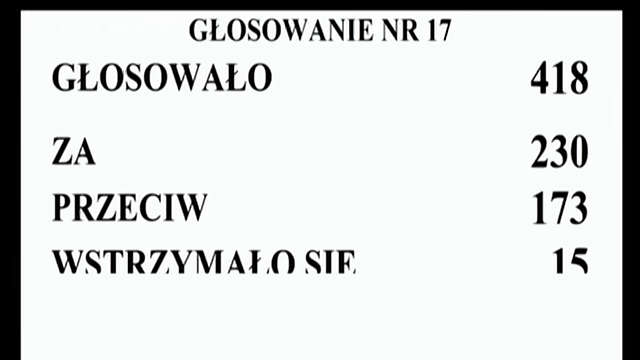 GŁOSOWANIE NR 17
GŁOSOWAŁO 418
ZA 230
PRZECIW 173
WSTRZYMAŁO SIĘ 15